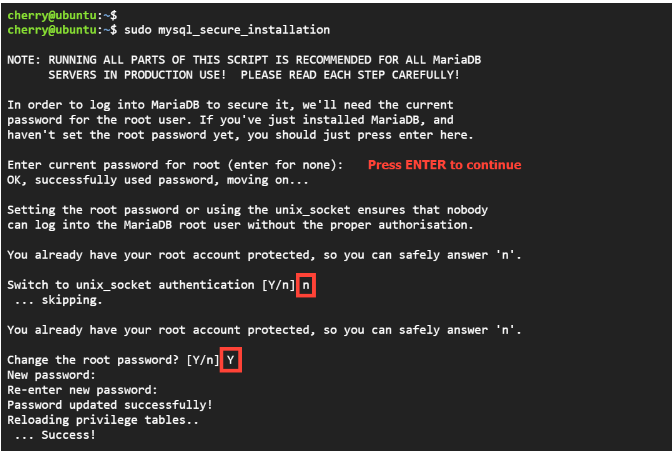 cherry@ubuntu:~$
cherry@ubuntu:~$ sudo mysql_secure_installation
NOTE: RUNNING ALL PARTS OF THIS SCRIPT IS RECOMMENDED FOR ALL MariaDB
SERVERS IN PRODUCTION USE!  PLEASE READ EACH STEP CAREFULLY!
In order to log into MariaDB to secure it, we'll need the current
password for the root user. If you've just installed MariaDB, and
haven't set the root password yet, you should just press enter here.
Enter current password for root (enter for none): Press ENTER to continue
OK, successfully used password, moving on...
Setting the root password or using the unix_socket ensures that nobody
can log into the MariaDB root user without the proper authorisation.
You already have your root account protected, so you can safely answer 'n'.
Switch to unix_socket authentication [Y/n] n
... skipping.
You already have your root account protected, so you can safely answer 'n'.
Change the root password? [Y/n] Y
New password:
Re-enter new password:
Password updated successfully!
Reloading privilege tables..
... Success!